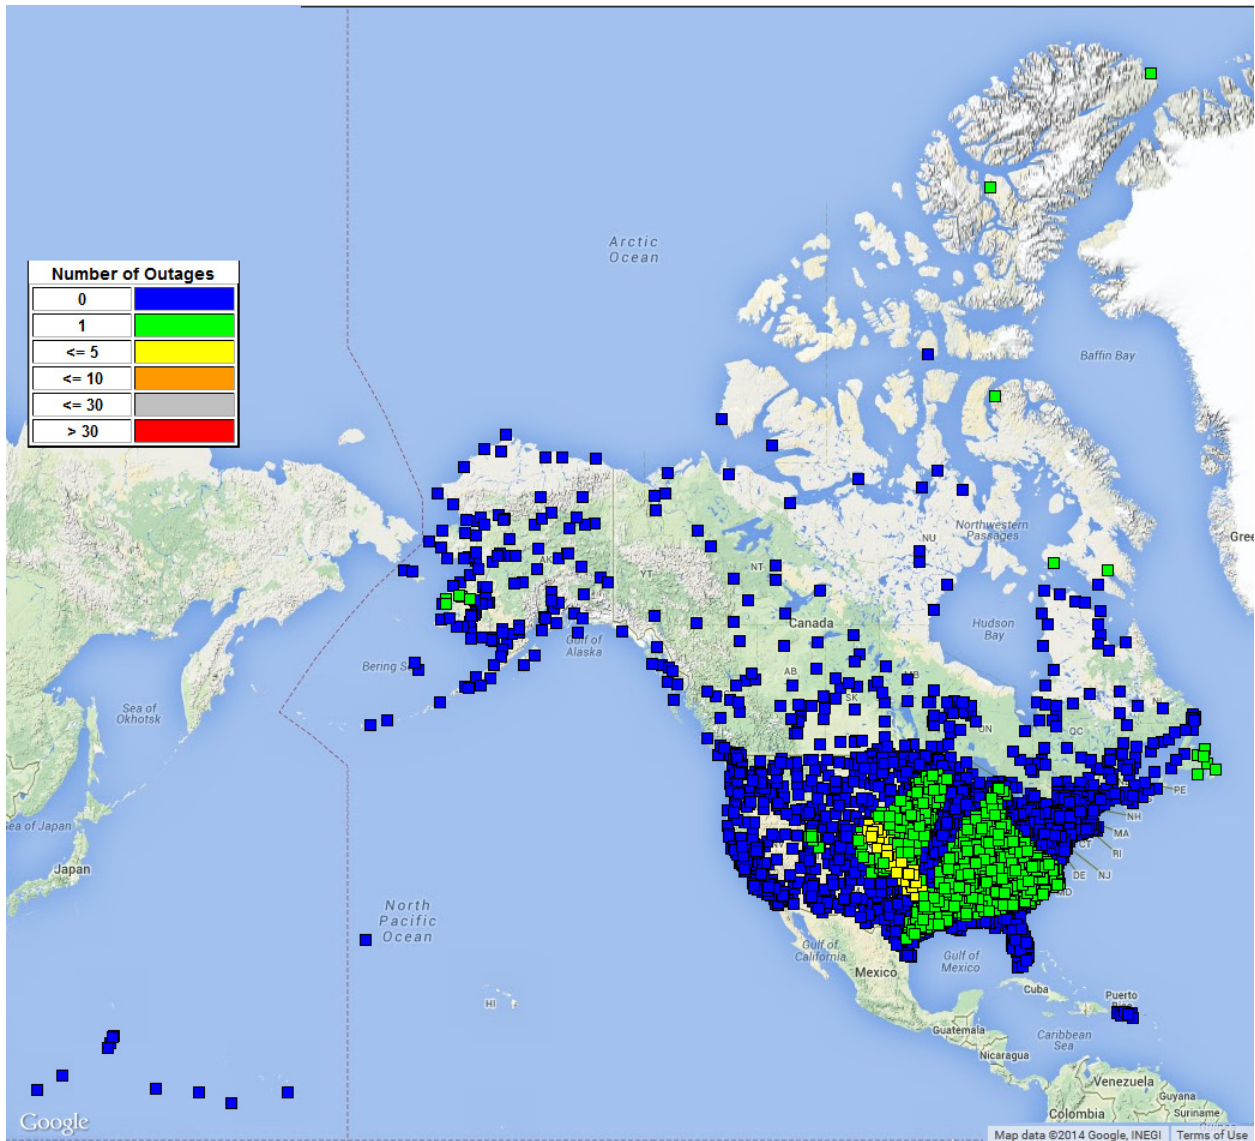 Arctic
Ocean
Number of Outages
0
1
<= 5
<= 10
<= 30
> 30
Baffin Bay
Northwestern
Passages
NU
AK
YT
NT
Canada
Hudson
Bay
Gulf of
Alaska
Bering
AB
SK
ON
QC
Sea of
Okhotsk
PE
NH
MA
RI
CT
NJ
DE
MD
Sea of Japan
Japan
North
Pacific
Ocean
Gulf of
California
Mexico
Gulf of
Mexico
HI
Cuba
Puerto
Guatemala
Caribbean
Sea
Nicaragua
Venezuela
Guyana
Colombia
Suriname
Google
Map data ©2014 Google, INEGI
Terms of Use